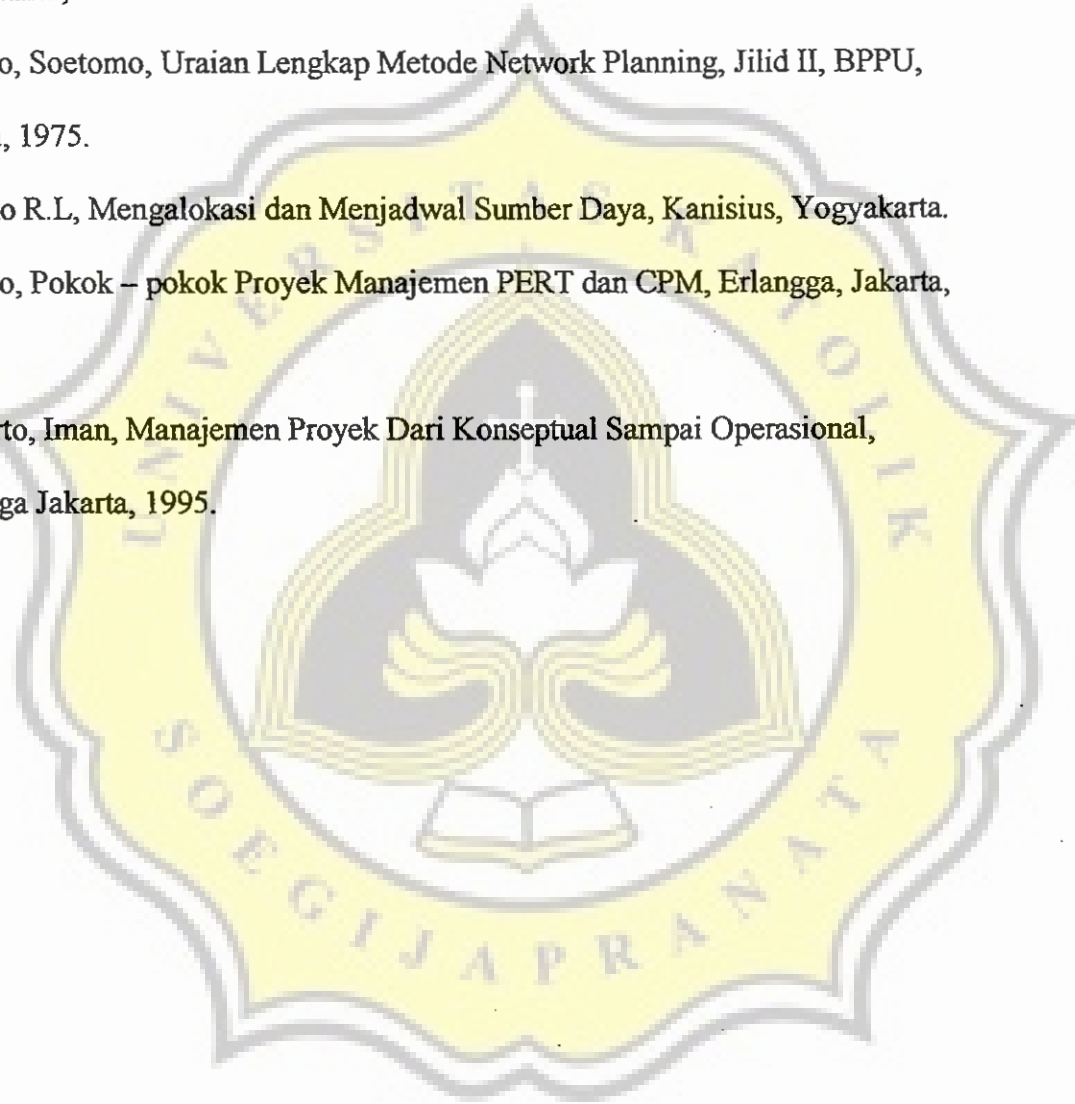 o, Soetomo, Uraian Lengkap Metode Network Planning, Jilid II, BPPU,
, 1975.
o R.L, Mengalokasi dan Menjadwal Sumber Daya, Kanisius, Yogyakarta.
o, Pokok – pokok Proyek Manajemen PERT dan CPM, Erlangga, Jakarta,
rto, Iman, Manajemen Proyek Dari Konseptual Sampai Operasional,
ga Jakarta, 1995.
UNIVERSITAS KATOLIK
SOEGIJAPRANATA